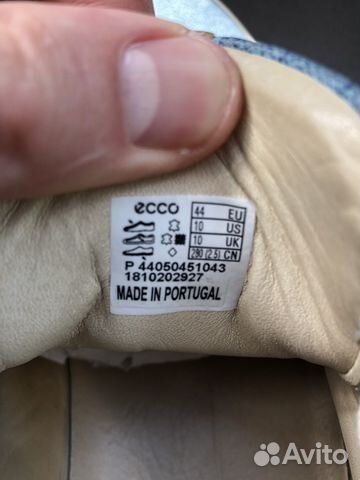 ecco 44 EU
10 US
10 UK
280 (2.5) CN
P 44050451043
1810202927
MADE IN PORTUGAL
Avito